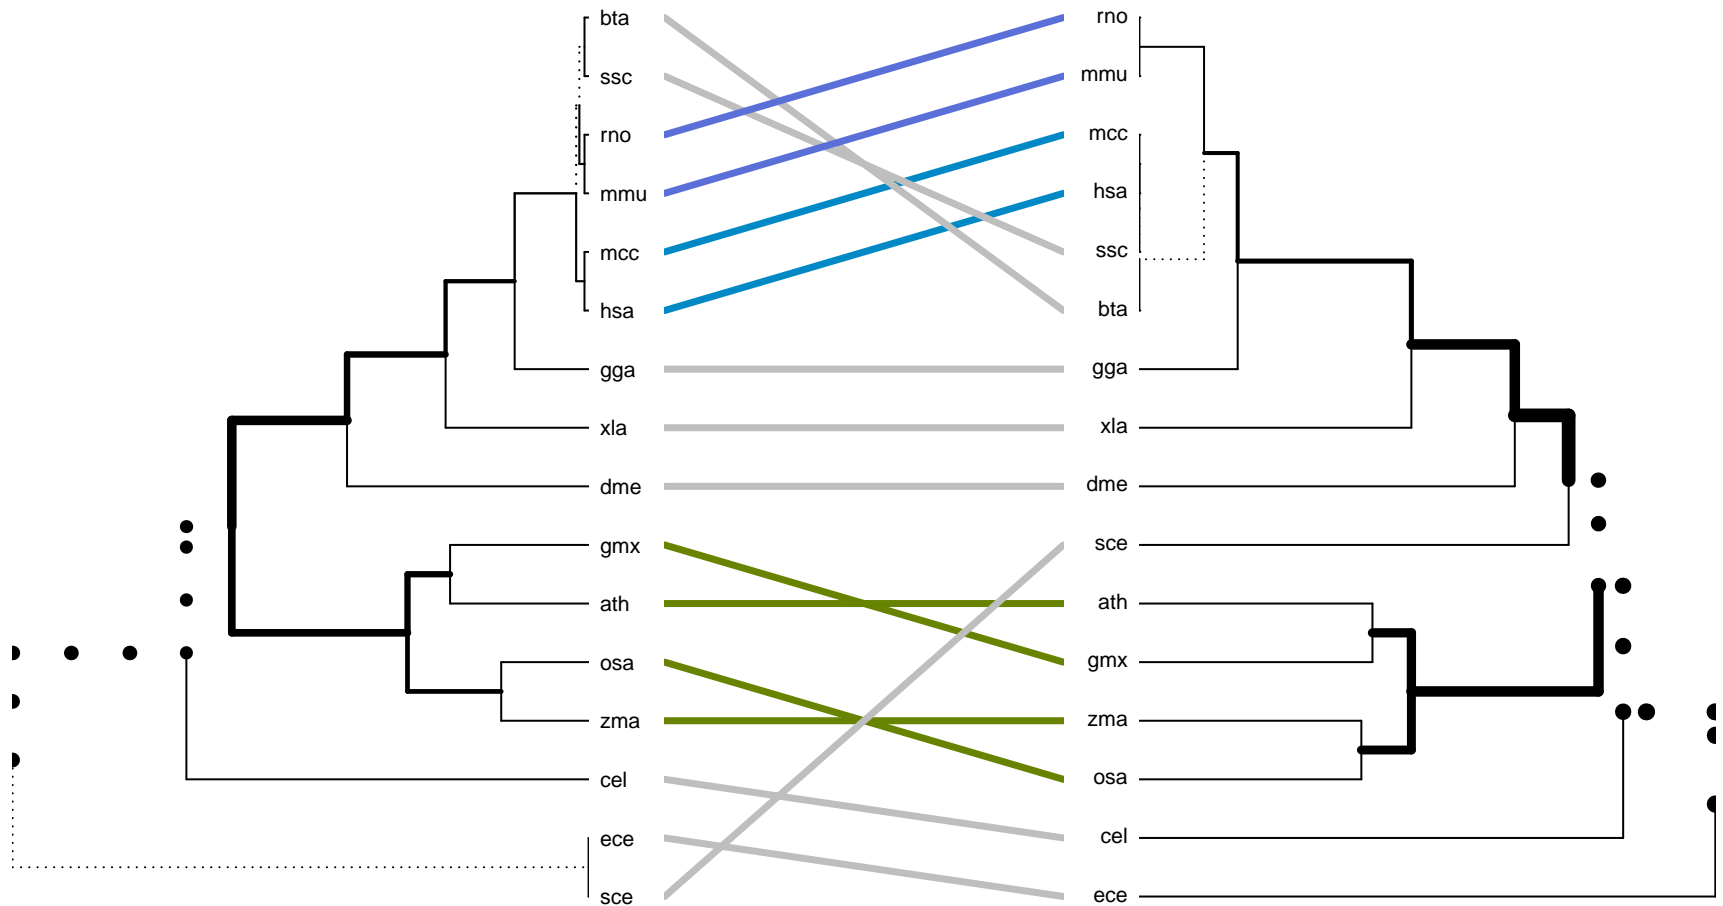 bta
ssc
rno
mmu
mcc
hsa
gga
xla
dme
gmx
ath
osa
zma
cel
ece
sce
rno
mmu
mcc
hsa
ssc
bta
gga
xla
dme
sce
ath
gmx
zma
osa
cel
ece